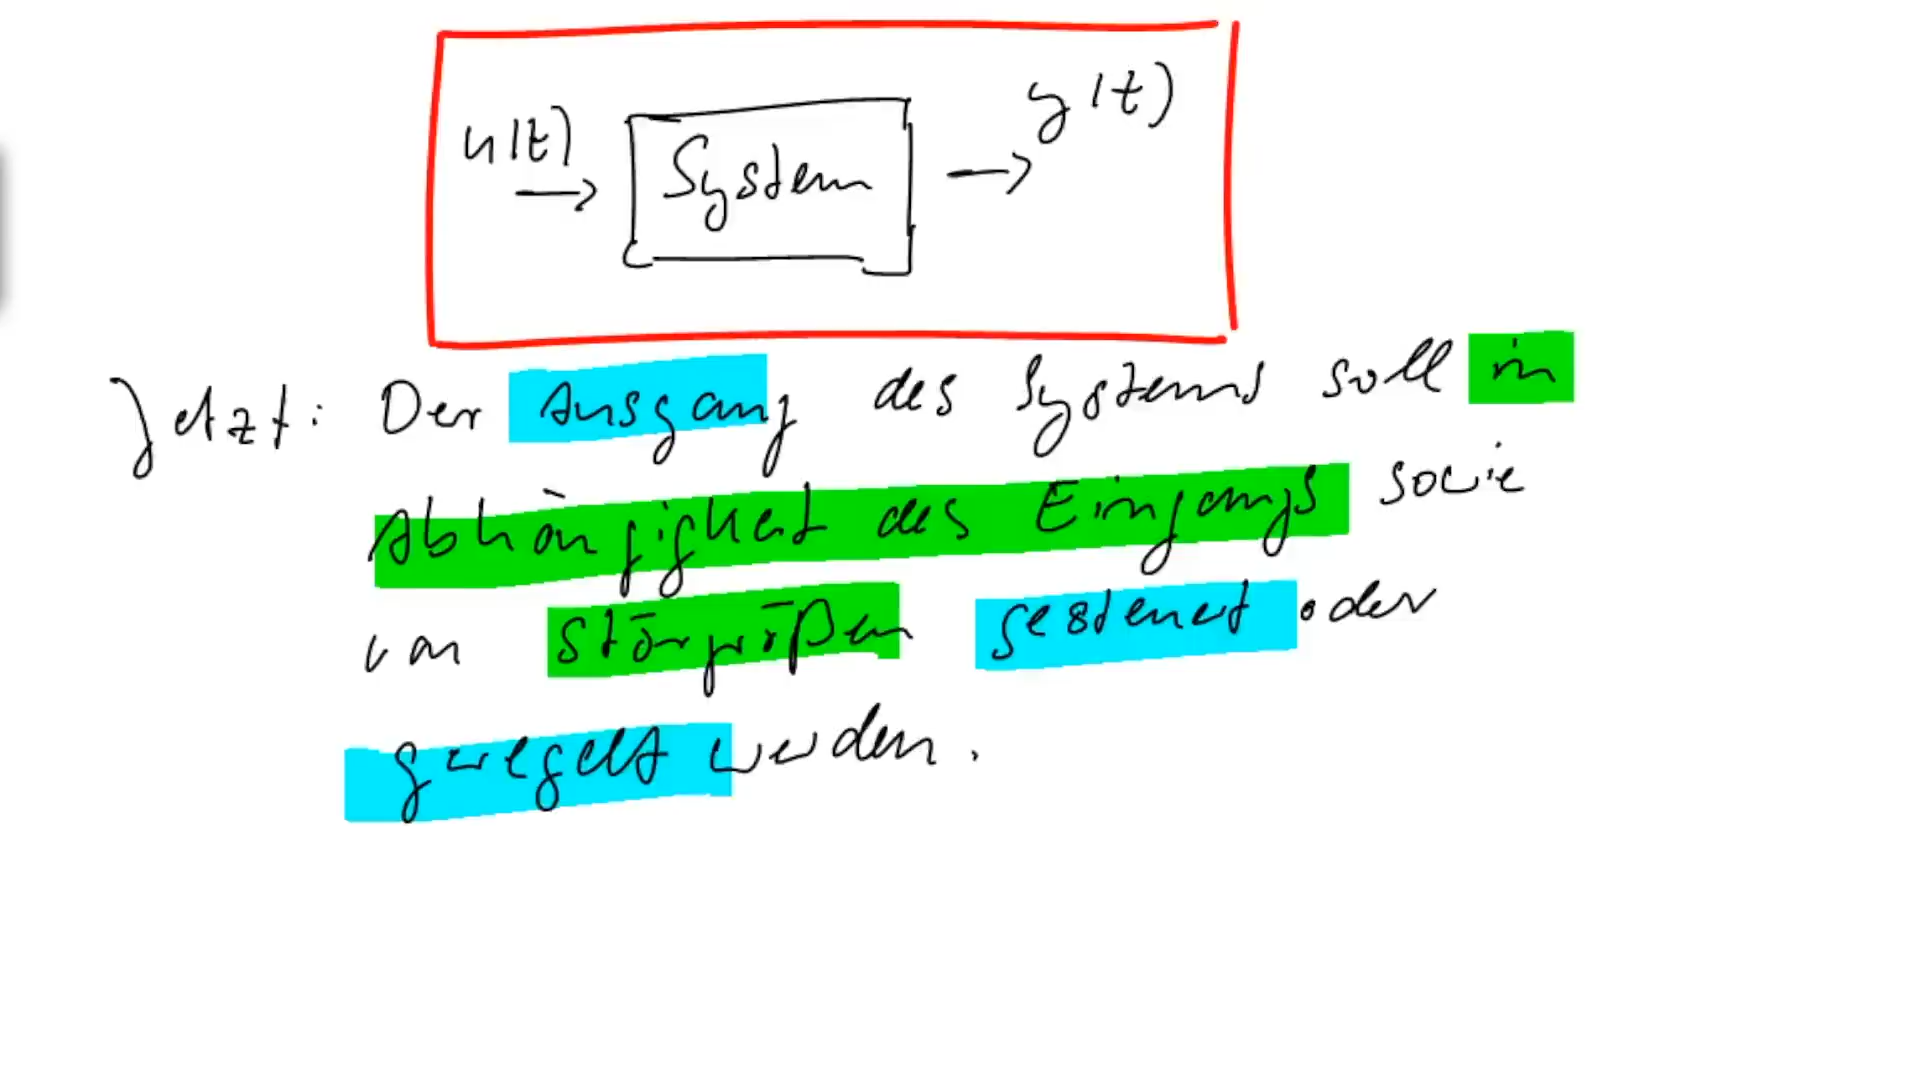 u(t)
System
y(t)
Jetzt: Der Ausgang des Systems soll in
Abhängigkeit des Eingangs sowie
von Störgrößen gesteuert oder
geregelt werden.